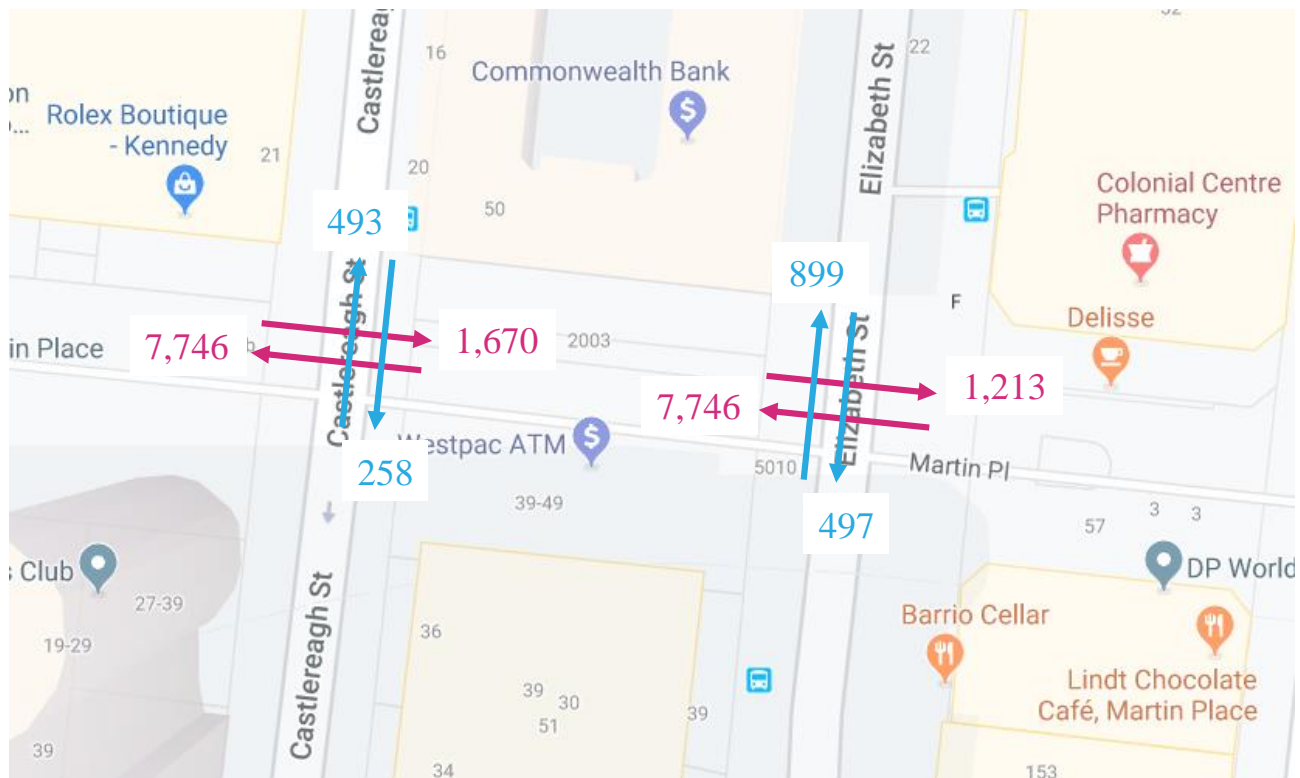 52
Castlereag
16
Commonwealth Bank
Elizabeth St
22
on
o...
Rolex Boutique
- Kennedy
21
20
50
Colonial Centre
Pharmacy
493
899
F
Castlereagh St
Elizabeth St
Delisse
in Place
7,746
b
1,670
2003
7,746
1,213
Westpac ATM
258
5010
Martin Pl
39-49
497
57
3
3
s Club
27-39
DP World
19-29
Castlereagh St
36
Barrio Cellar
39
30
51
39
Lindt Chocolate
Café, Martin Place
39
34
153